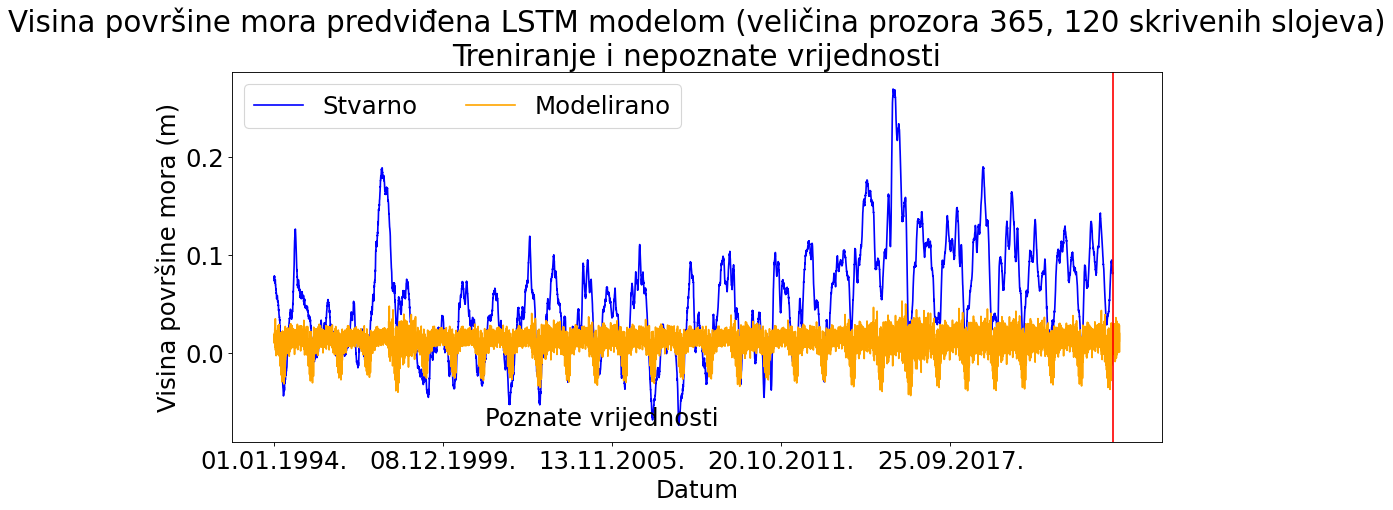 Visina površine mora predviđena LSTM modelom (veličina prozora 365, 120 skrivenih slojeva)
Treniranje i nepoznate vrijednosti
Stvarno
Modelirano
Visina površine mora (m)
0.2
0.1
0.0
Poznate vrijednosti
01.01.1994.
08.12.1999.
13.11.2005.
20.10.2011.
25.09.2017.
Datum